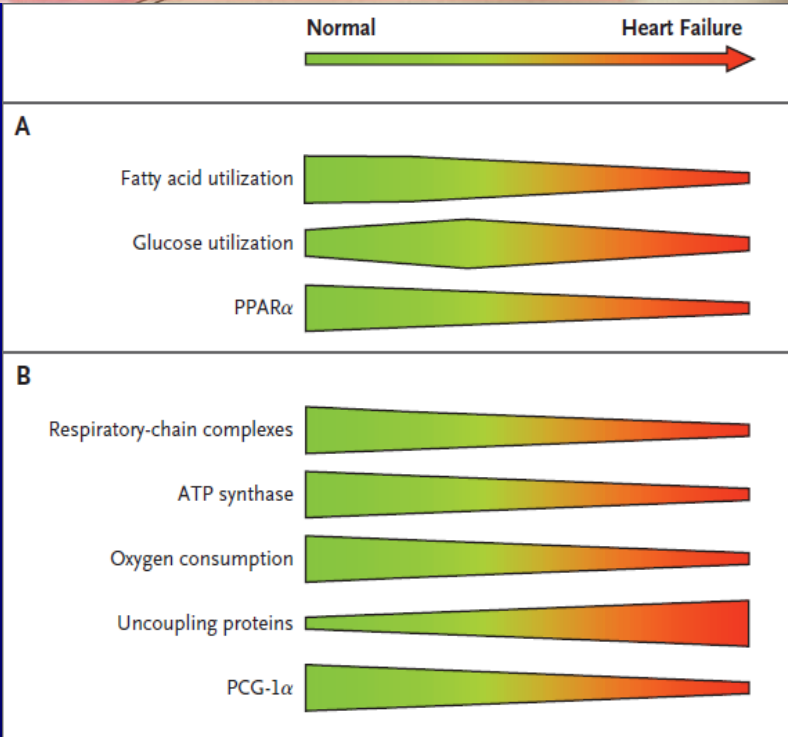 Normal Heart Failure
A
Fatty acid utilization
Glucose utilization
PPARα
B
Respiratory-chain complexes
ATP synthase
Oxygen consumption
Uncoupling proteins
PCG-1α